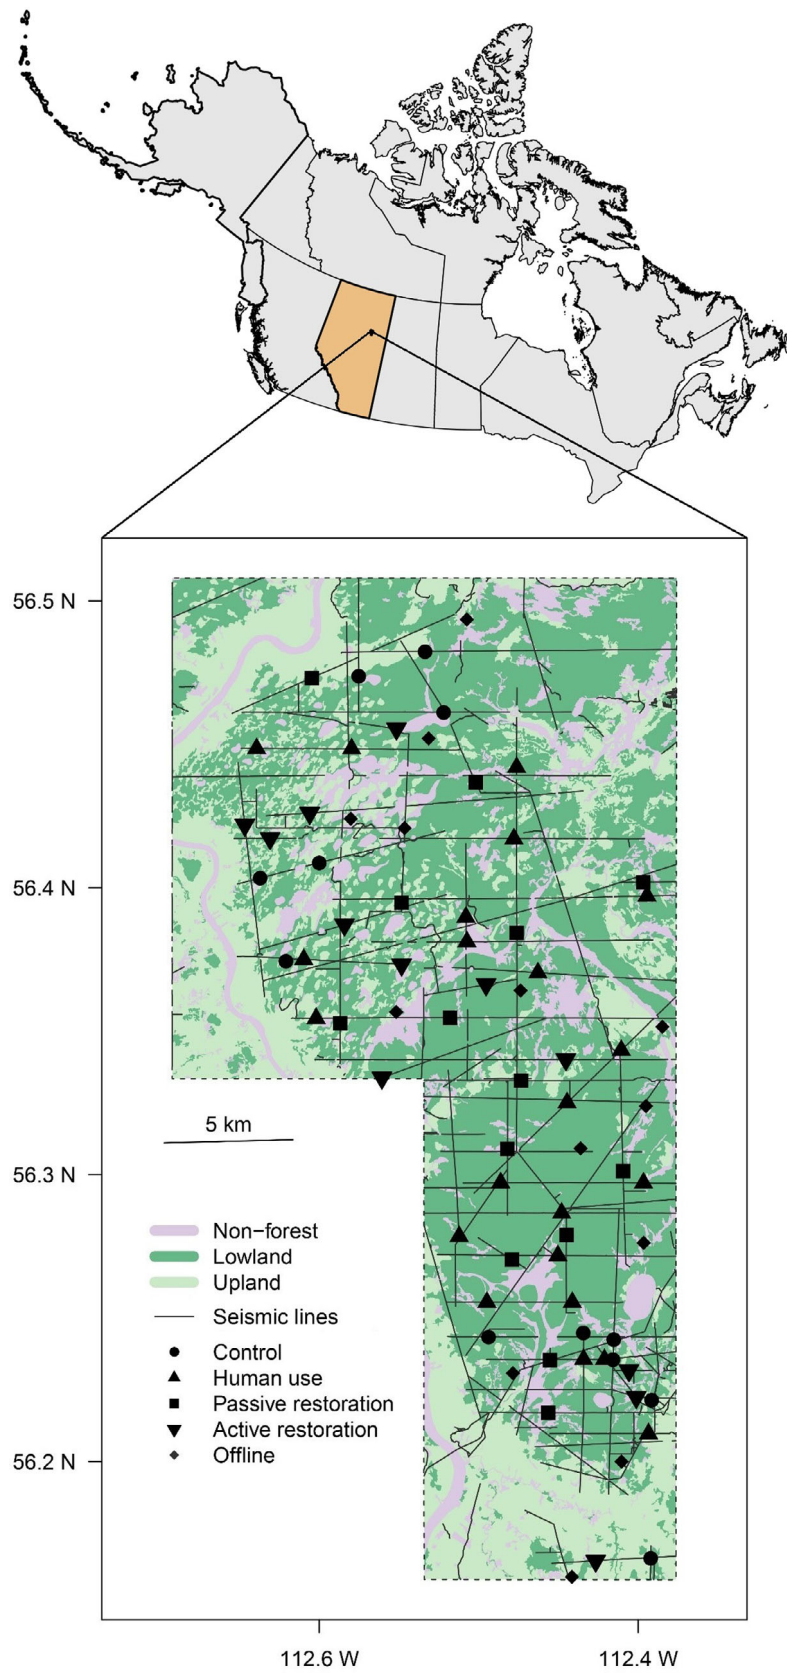 56.5 N
56.4 N
5 km
56.3 N
Non−forest
Lowland
Upland
Seismic lines
Control
Human use
Passive restoration
Active restoration
Offline
56.2 N
112.6 W
112.4 W